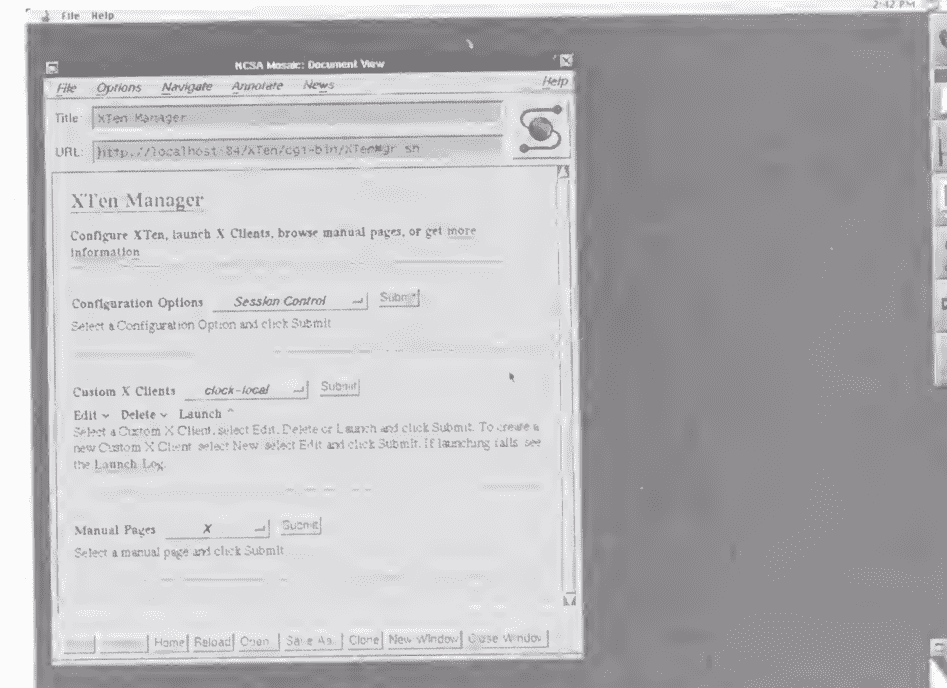 File Help
2:42 PM
NCSA Mosaic: Document View
File Options Navigate Annotate News Help
Title: XTen Manager
URL: http://localhost:84/XTen/cgi-bin/XTenMgr sh
XTen Manager
Configure XTen, launch X Clients, browse manual pages, or get more
information
Configuration Options Session Control Submit
Select a Configuration Option and click Submit
Custom X Clients clock-local Submit
Edit Delete Launch
Select a Custom X Client, select Edit, Delete or Launch and click Submit. To create a
new Custom X Client select New select Edit and click Submit. If launching fails see
the Launch Log.
Manual Pages X Submit
Select a manual page and click Submit
Home Reload Open... Save As... Clone New Window Close Window